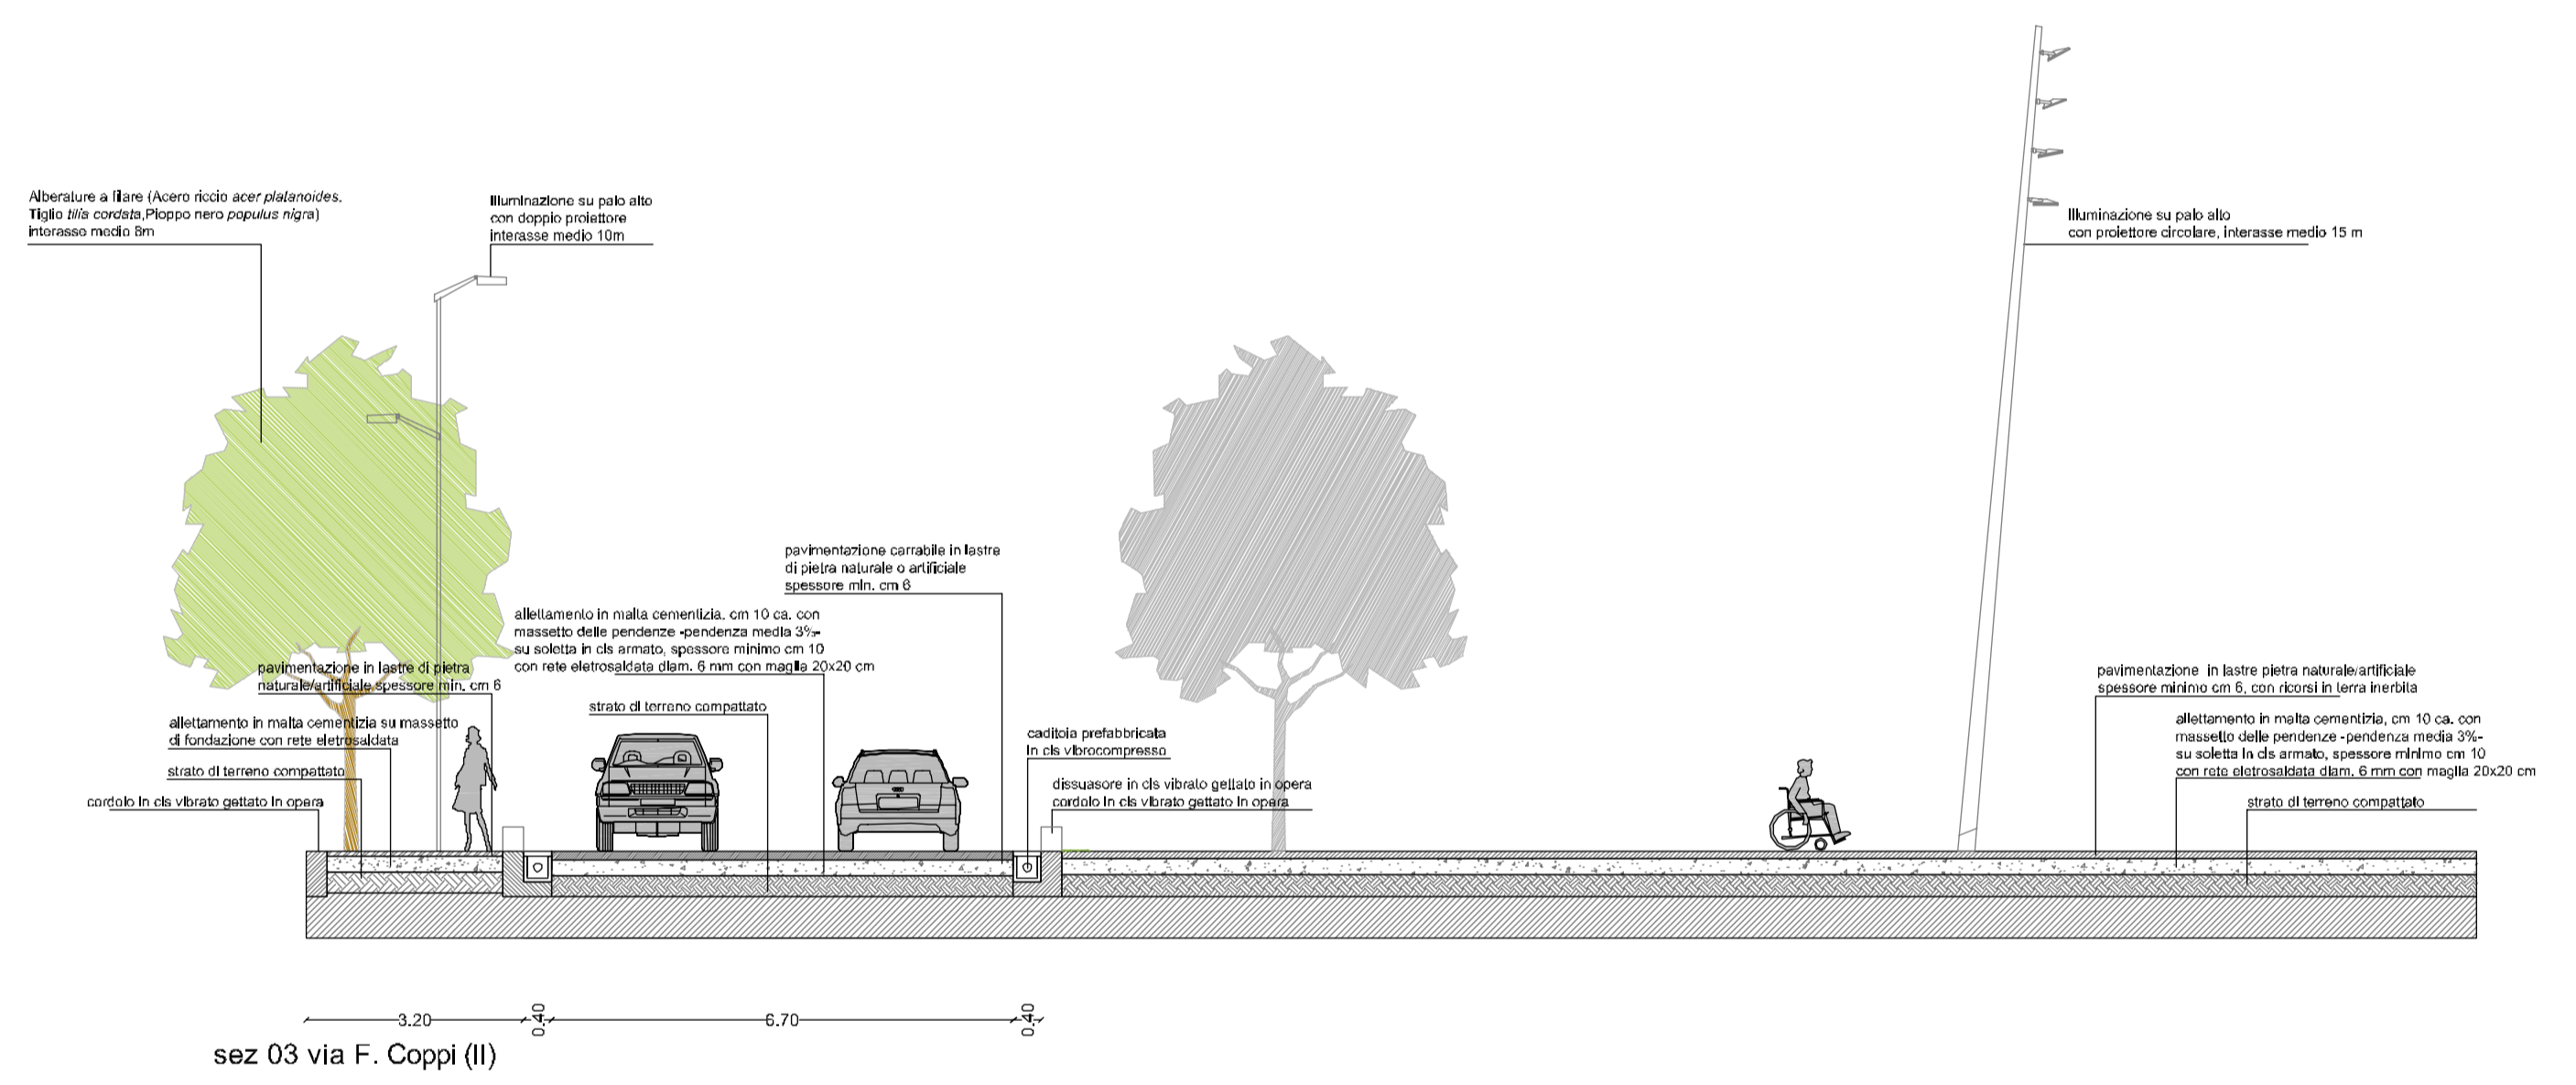 Alberature a filare (Acero riccio acer platanoides,
Tiglio tilia cordata,Pioppo nero populus nigra)
interasse medio 8m
Illuminazione su palo alto
con doppio proiettore
interasse medio 10m
Illuminazione su palo alto
con proiettore circolare, interasse medio 15 m
pavimentazione carrabile in lastre
di pietra naturale o artificiale
spessore min. cm 6
allettamento in malta cementizia, cm 10 ca. con
massetto delle pendenze -pendenza media 3%-
su soletta in cls armato, spessore minimo cm 10
con rete eletrosaldata diam. 6 mm con maglia 20x20 cm
strato di terreno compattato
pavimentazione in lastre di pietra
naturale/artificiale spessore min. cm 6
allettamento in malta cementizia su massetto
di fondazione con rete eletrosaldata
strato di terreno compattato
cordolo in cls vibrato gettato in opera
caditoia prefabbricata
in cls vibrocompresso
dissuasore in cls vibrato gettato in opera
cordolo in cls vibrato gettato in opera
pavimentazione in lastre pietra naturale/artificiale
spessore minimo cm 6, con ricorsi in terra inerbita
allettamento in malta cementizia, cm 10 ca. con
massetto delle pendenze -pendenza media 3%-
su soletta in cls armato, spessore minimo cm 10
con rete eletrosaldata diam. 6 mm con maglia 20x20 cm
strato di terreno compattato
3.20
0.40
6.70
0.40
sez 03 via F. Coppi (II)